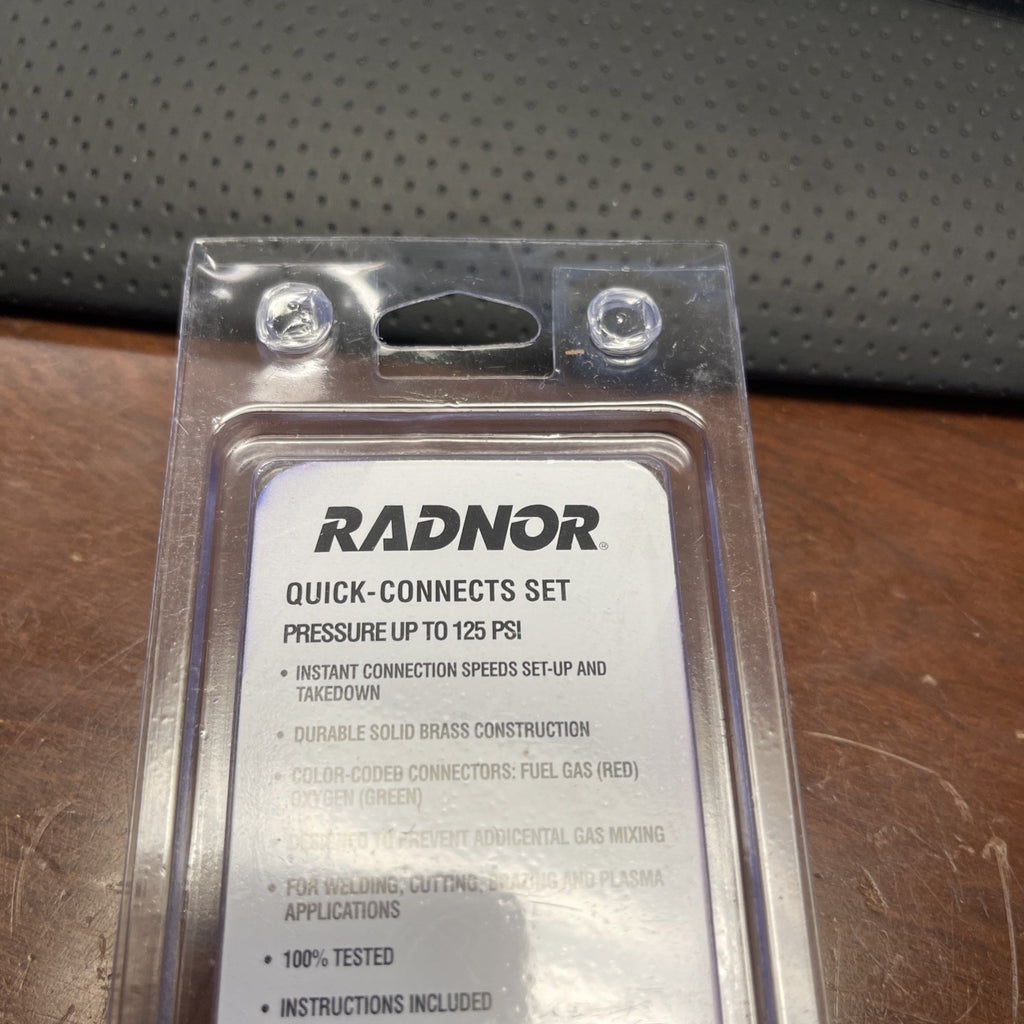 RADNOR®
QUICK-CONNECTS SET
PRESSURE UP TO 125 PSI
• INSTANT CONNECTION SPEEDS SET-UP AND
TAKEDOWN
• DURABLE SOLID BRASS CONSTRUCTION
• COLOR-CODED CONNECTORS: FUEL GAS (RED)
OXYGEN (GREEN)
• DESIGNED TO PREVENT ADDICENTAL GAS MIXING
• FOR WELDING, CUTTING, BRAZING AND PLASMA
APPLICATIONS
• 100% TESTED
• INSTRUCTIONS INCLUDED